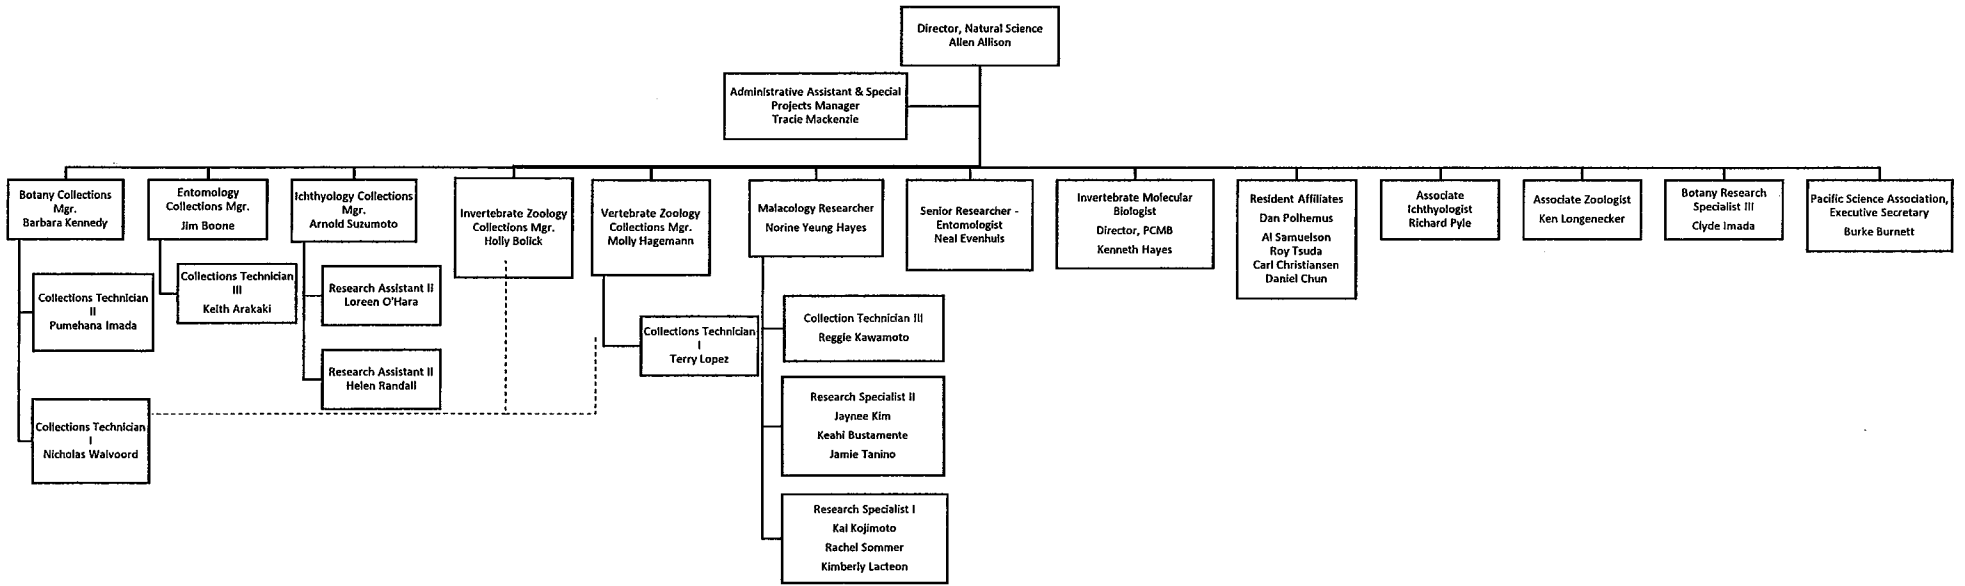 Director, Natural Science
Allen Allison
Administrative Assistant & Special
Projects Manager
Tracie Mackenzie
Botany Collections
Mgr.
Barbara Kennedy
Entomology
Collections Mgr.
Jim Boone
Ichthyology Collections
Mgr.
Arnold Suzumoto
Invertebrate Zoology
Collections Mgr.
Holly Bolick
Vertebrate Zoology
Collections Mgr.
Molly Hagemann
Malacology Researcher
Norine Yeung Hayes
Senior Researcher -
Entomologist
Neal Evenhuis
Invertebrate Molecular
Biologist
Director, PCMB
Kenneth Hayes
Resident Affiliates
Dan Polhemus
Al Samuelson
Roy Tsuda
Carl Christiansen
Daniel Chun
Associate
Ichthyologist
Richard Pyle
Associate Zoologist
Ken Longenecker
Botany Research
Specialist III
Clyde Imada
Pacific Science Association,
Executive Secretary
Burke Burnett
Collections Technician
II
Pumehana Imada
Collections Technician
III
Keith Arakaki
Research Assistant II
Loreen O'Hara
Research Assistant II
Helen Randall
Collections Technician
I
Nicholas Walvoord
Collections Technician
I
Terry Lopez
Collection Technician III
Reggie Kawamoto
Research Specialist II
Jaynee Kim
Keahi Bustamente
Jamie Tanino
Research Specialist I
Kal Kojimoto
Rachel Sommer
Kimberly Lacteon